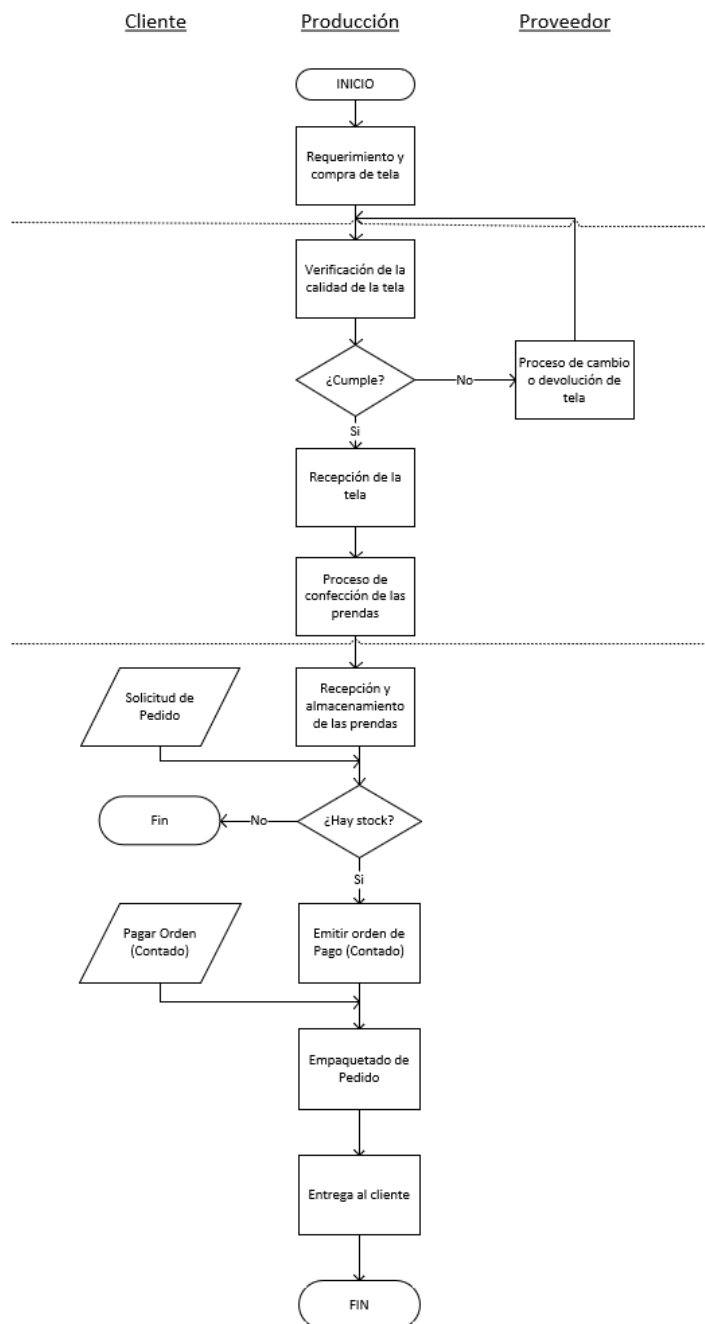 Cliente
Producción
Proveedor
INICIO
Requerimiento y
compra de tela
Verificación de la
calidad de la tela
¿Cumple?
No
Proceso de cambio
o devolución de
tela
Si
Recepción de la
tela
Proceso de
confección de las
prendas
Solicitud de
Pedido
Recepción y
almacenamiento
de las prendas
Fin
No
¿Hay stock?
Si
Pagar Orden
(Contado)
Emitir orden de
Pago (Contado)
Empaquetado de
Pedido
Entrega al cliente
FIN